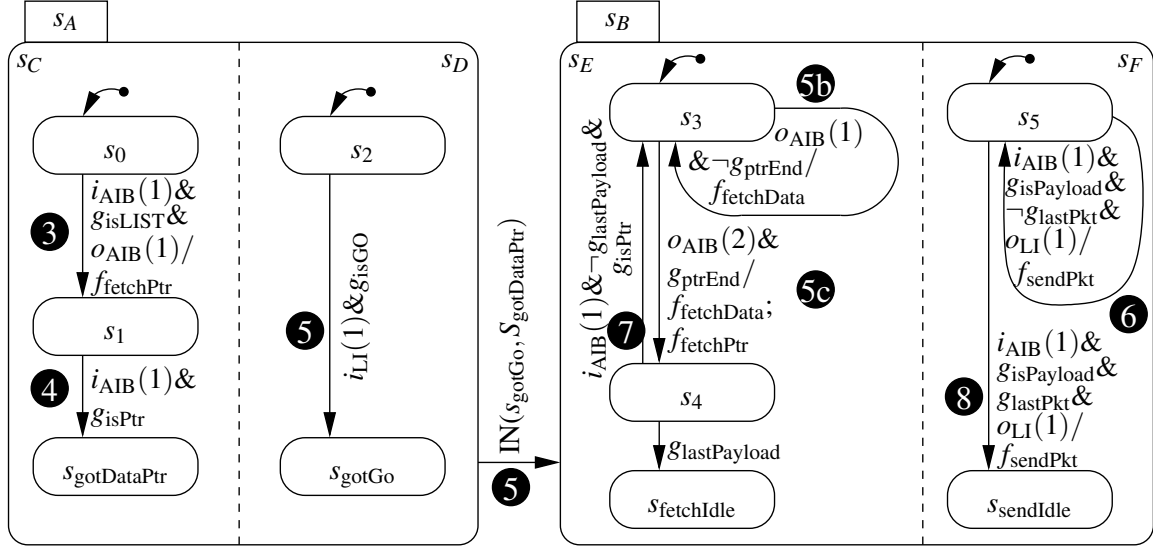 s_A
s_B
s_C
s_D
s_E
s_F
s_0
i_AIB(1)&
g_isLIST&
o_AIB(1)/
f_fetchPtr
3
s_1
4
i_AIB(1)&
g_isPtr
s_gotDataPtr
s_2
i_LI(1)&g_isGO
5
s_gotGo
IN(s_gotGo, S_gotDataPtr)
5
s_3
5b
o_AIB(1)
&¬g_ptrEnd/
f_fetchData
i_AIB(1)&¬g_lastPayload&
g_isPtr
7
o_AIB(2)&
g_ptrEnd/
f_fetchData;
f_fetchPtr
5c
s_4
g_lastPayload
s_fetchIdle
s_5
i_AIB(1)&
g_isPayload&
¬g_lastPkt&
o_LI(1)/
f_sendPkt
6
i_AIB(1)&
g_isPayload&
g_lastPkt&
o_LI(1)/
f_sendPkt
8
s_sendIdle